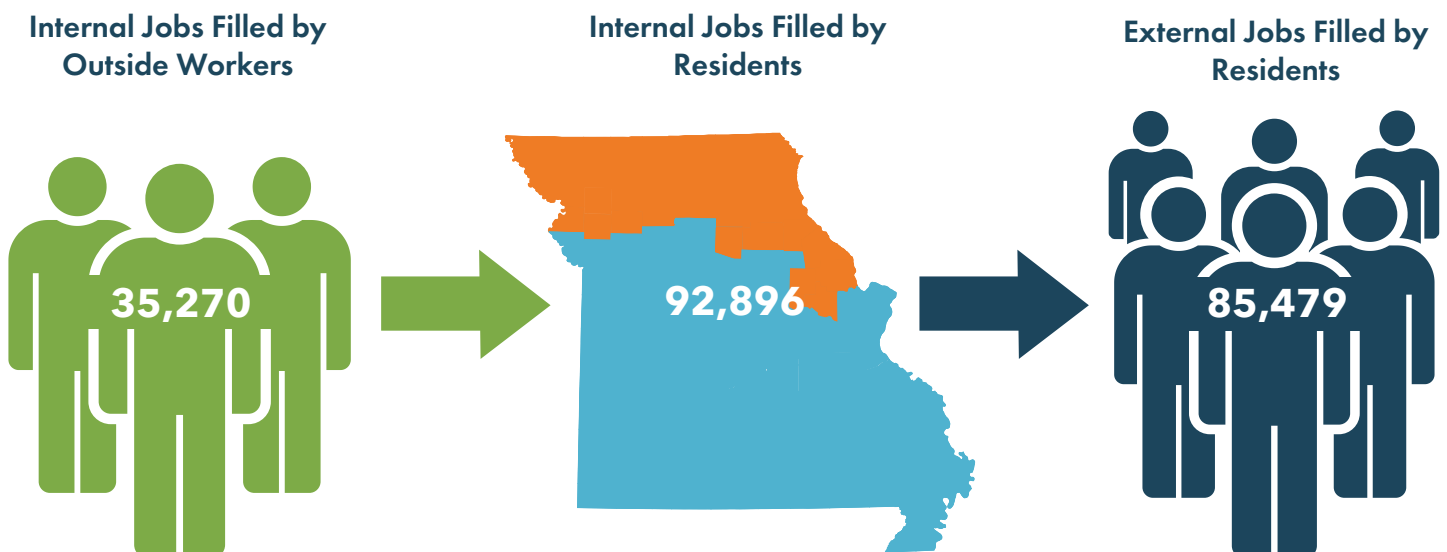 Internal Jobs Filled by
Outside Workers
35,270
Internal Jobs Filled by
Residents
92,896
External Jobs Filled by
Residents
85,479